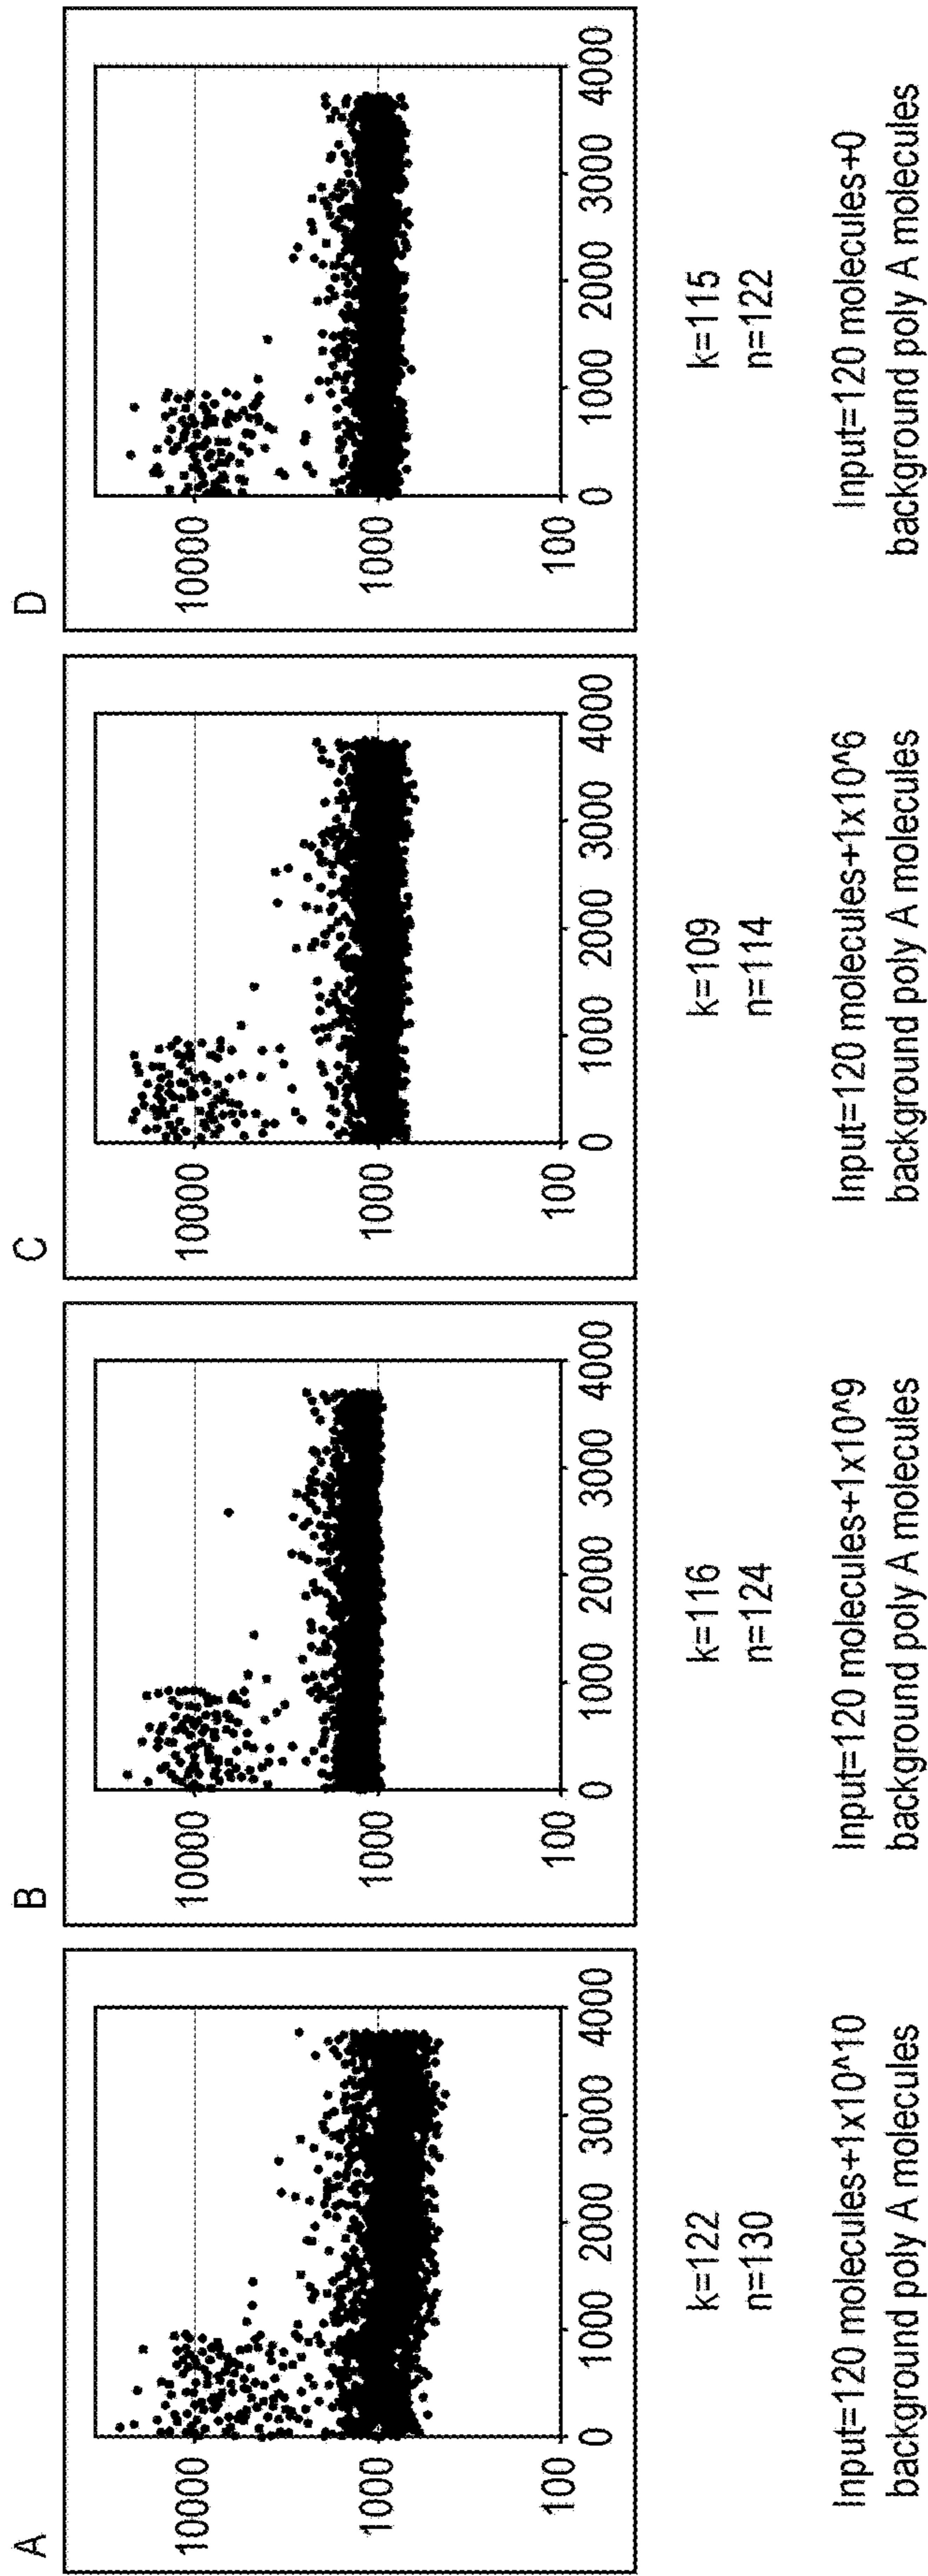 A
10000
1000
100
0 1000 2000 3000 4000
k=122
n=130
Input=120 molecules+1x10^10
background poly A molecules
B
10000
1000
100
0 1000 2000 3000 4000
k=116
n=124
Input=120 molecules+1x10^9
background poly A molecules
C
10000
1000
100
0 1000 2000 3000 4000
k=109
n=114
Input=120 molecules+1x10^6
background poly A molecules
D
10000
1000
100
0 1000 2000 3000 4000
k=115
n=122
Input=120 molecules+0
background poly A molecules